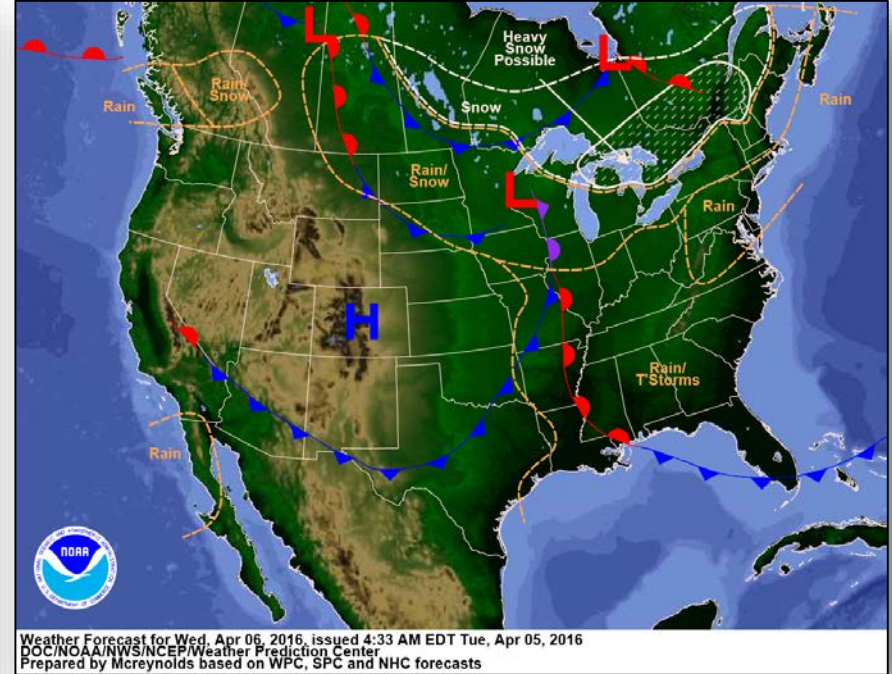 L
L
Heavy
Snow
Possible
Rain/
Snow
Rain
Snow
Rain
Rain/
Snow
L
Rain
H
Rain/
T'Storms
Rain
NOAA
Weather Forecast for Wed, Apr 06, 2016, issued 4:33 AM EDT Tue, Apr 05, 2016
DOC/NOAA/NWS/NCEP/Weather Prediction Center
Prepared by Mcreynolds based on WPC, SPC and NHC forecasts